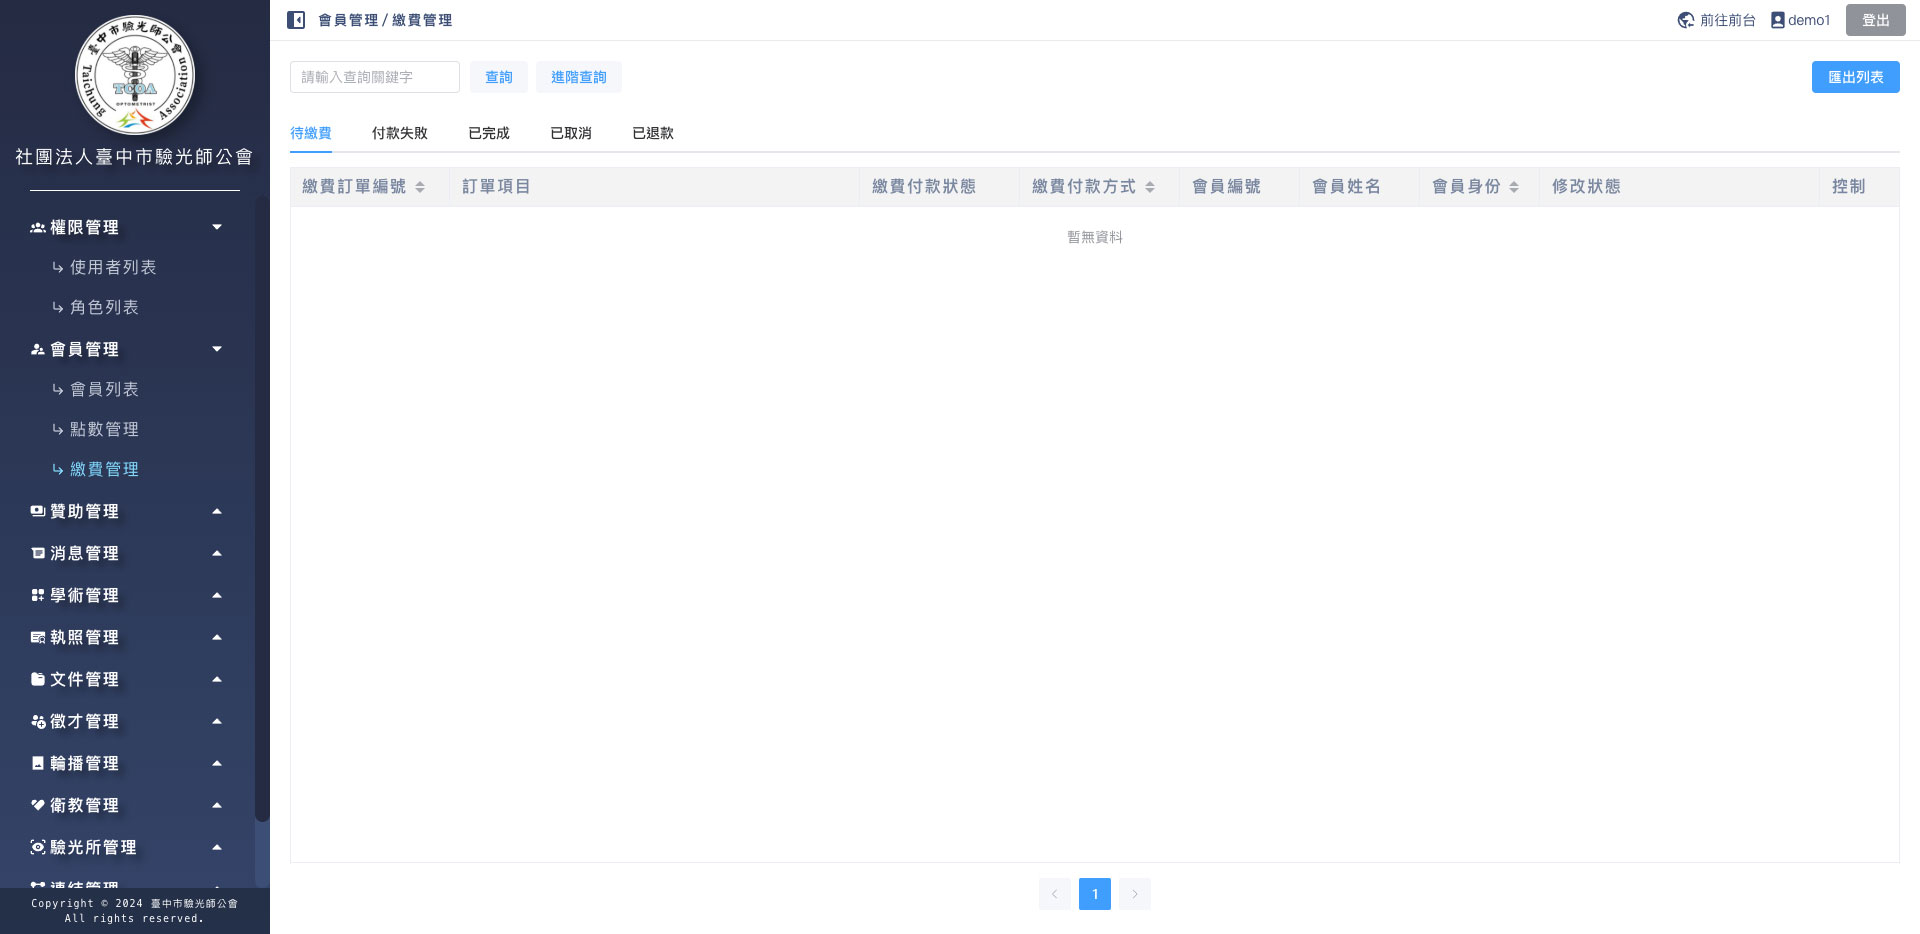 臺中市驗光師公會
Taichung
Association
TCOA
OPTOMETRIST
社團法人臺中市驗光師公會
權限管理
使用者列表
角色列表
會員管理
會員列表
點數管理
繳費管理
贊助管理
消息管理
學術管理
執照管理
文件管理
徵才管理
輪播管理
衛教管理
驗光所管理
連結管理
Copyright © 2024 臺中市驗光師公會
All rights reserved.
會員管理 / 繳費管理
前往前台
demo1
登出
請輸入查詢關鍵字
查詢
進階查詢
匯出列表
待繳費 付款失敗 已完成 已取消 已退款
繳費訂單編號 訂單項目 繳費付款狀態 繳費付款方式 會員編號 會員姓名 會員身份 修改狀態 控制
暫無資料
1